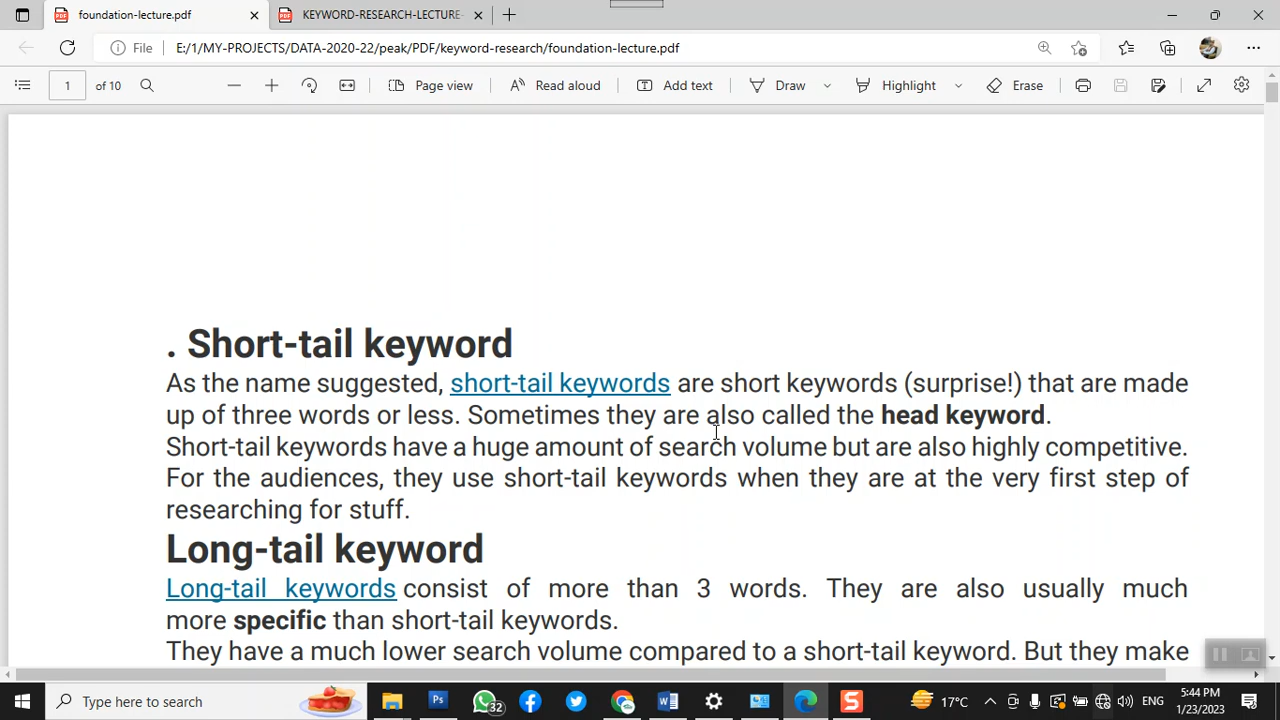 foundation-lecture.pdf
KEYWORD-RESEARCH-LECTURE-
File
E:/1/MY-PROJECTS/DATA-2020-22/peak/PDF/keyword-research/foundation-lecture.pdf
1 of 10
Page view
Read aloud
Add text
Draw
Highlight
Erase
. Short-tail keyword
As the name suggested, short-tail keywords are short keywords (surprise!) that are made
up of three words or less. Sometimes they are also called the head keyword.
Short-tail keywords have a huge amount of search volume but are also highly competitive.
For the audiences, they use short-tail keywords when they are at the very first step of
researching for stuff.
Long-tail keyword
Long-tail keywords consist of more than 3 words. They are also usually much
more specific than short-tail keywords.
They have a much lower search volume compared to a short-tail keyword. But they make
Type here to search
Ps
32
17°C
ENG
5:44 PM
1/23/2023